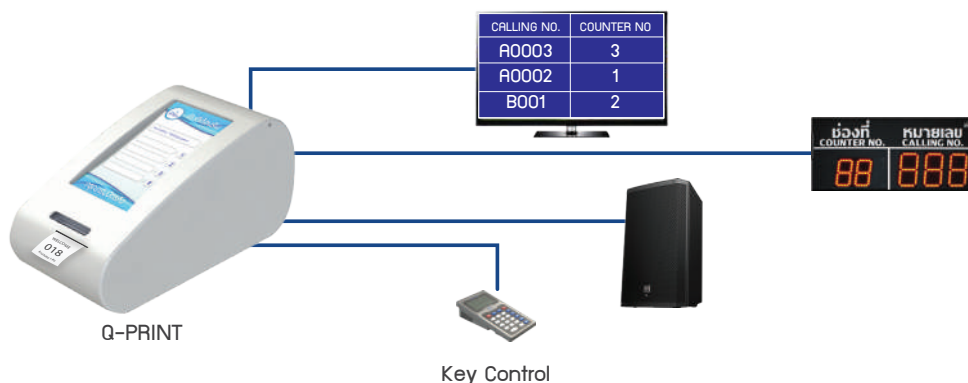 CALLING NO. COUNTER NO
A0003 3
A0002 1
B001 2
ช่องที่ หมายเลข
COUNTER NO. CALLING NO.
88 888
WELCOME
018
Q-PRINT
Key Control